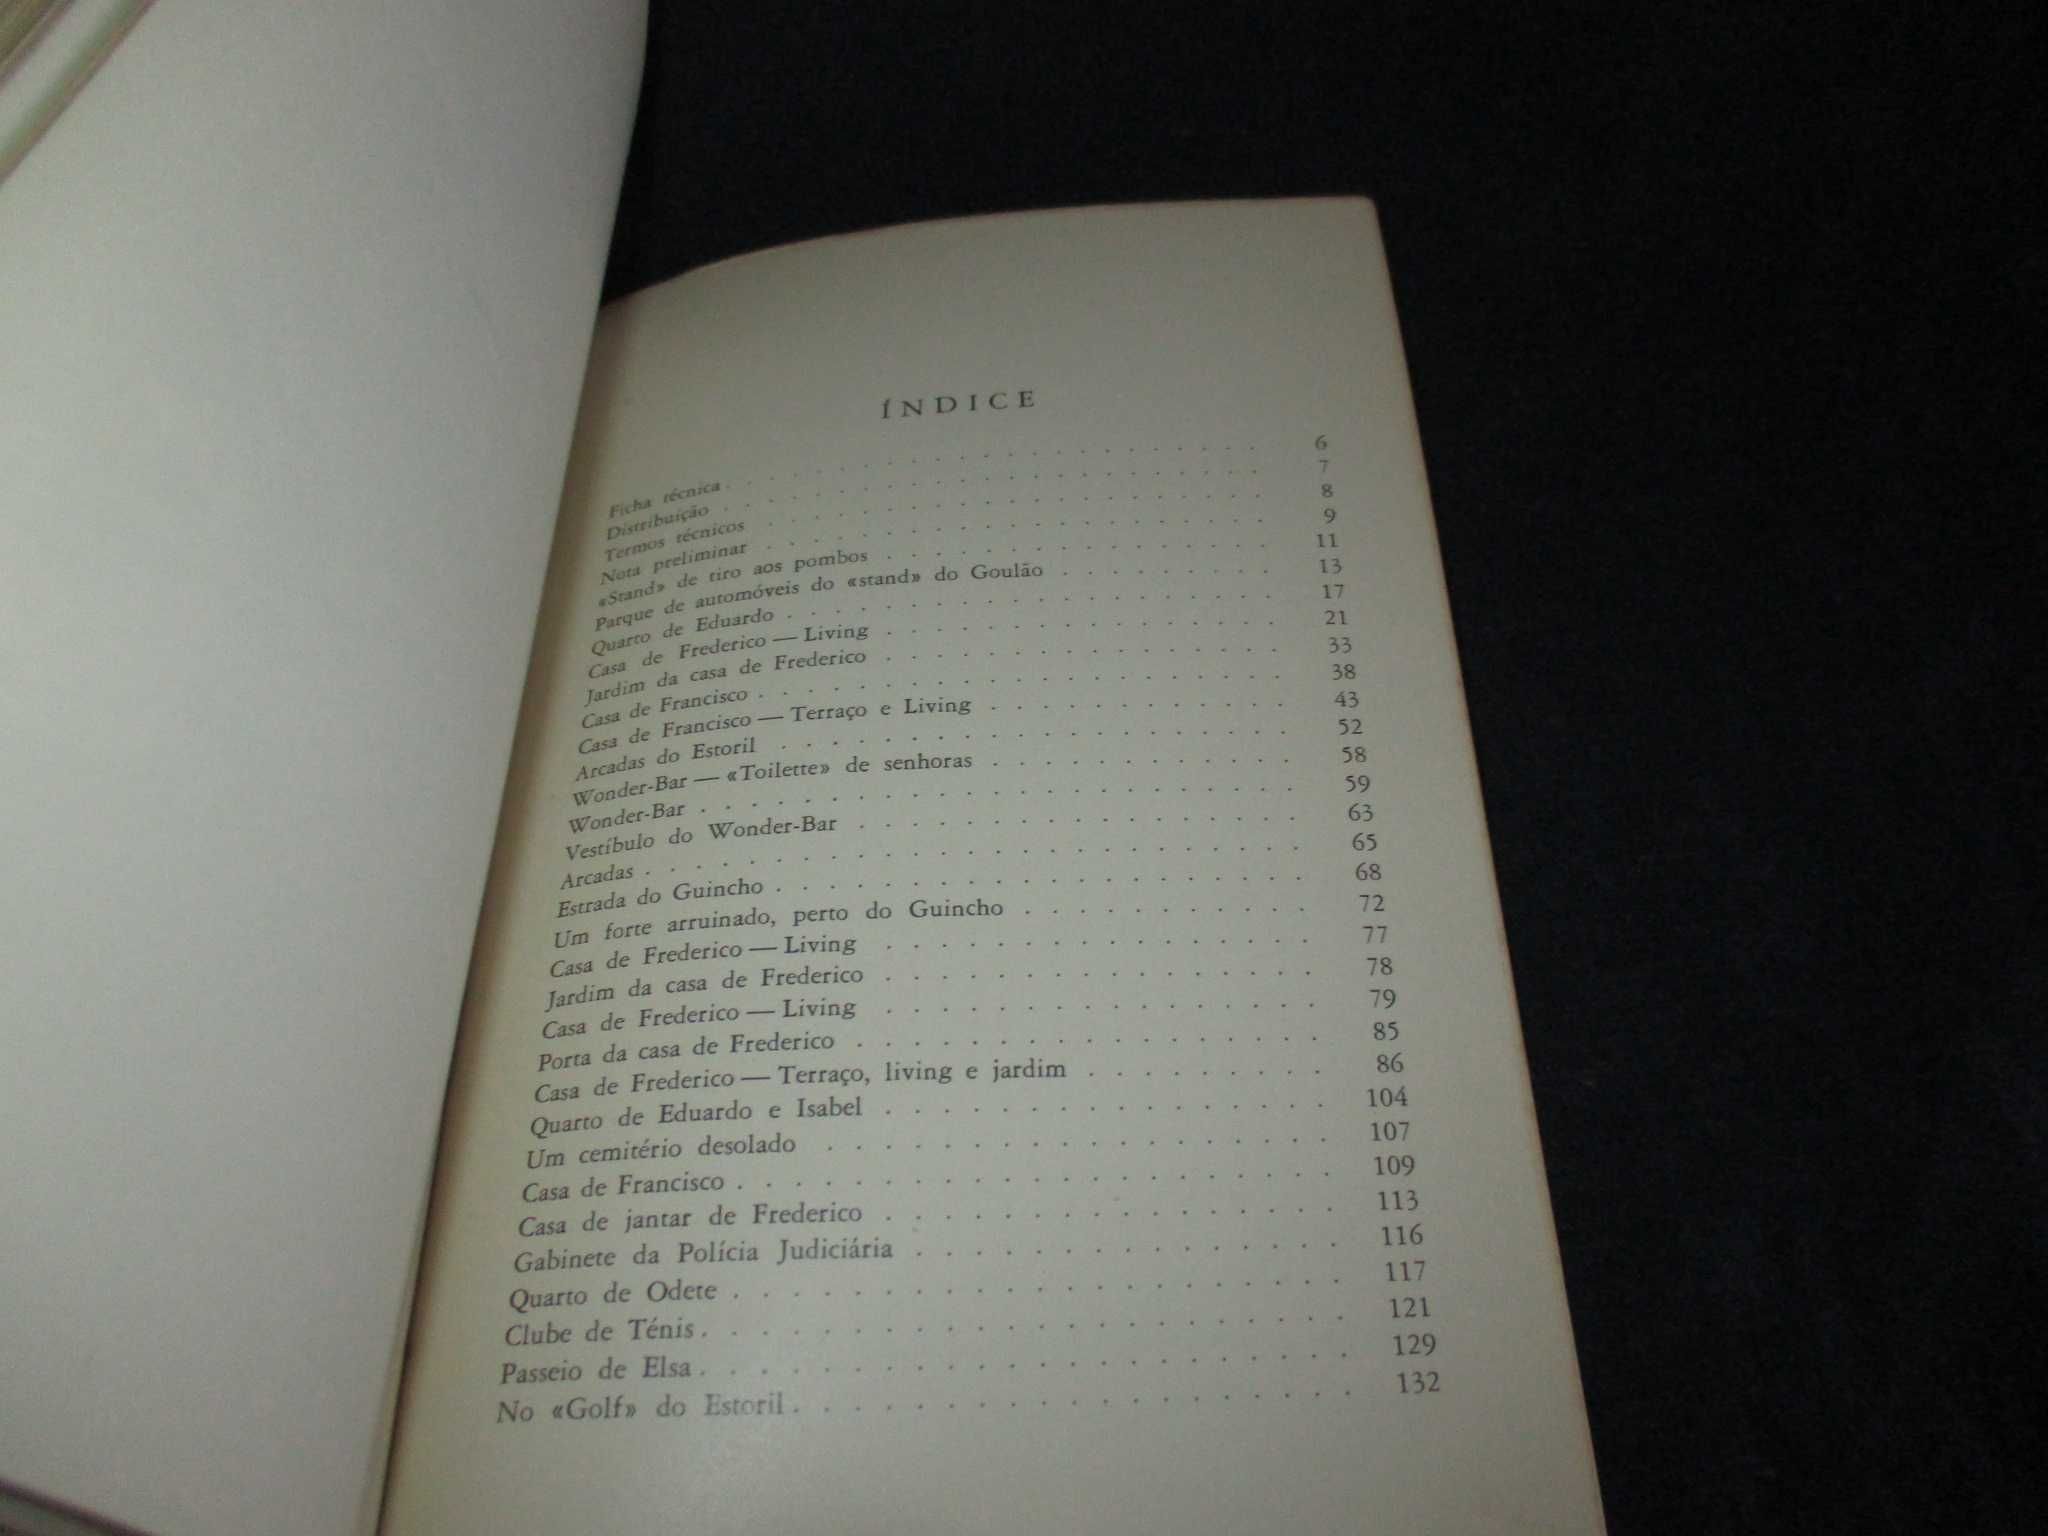 ÍNDICE
Ficha técnica . . . . . . . . . . . . . . . . . . . . 6
Distribuição . . . . . . . . . . . . . . . . . . . . 7
Termos técnicos . . . . . . . . . . . . . . . . . . . 8
Nota preliminar . . . . . . . . . . . . . . . . . . . 9
«Stand» de tiro aos pombos . . . . . . . . . . . . . . 11
Parque de automóveis do «stand» do Goulão . . . . . . . . . 13
Quarto de Eduardo . . . . . . . . . . . . . . . . . . 17
Casa de Frederico — Living . . . . . . . . . . . . . . 21
Jardim da casa de Frederico . . . . . . . . . . . . . . 33
Casa de Francisco . . . . . . . . . . . . . . . . . . 38
Casa de Francisco — Terraço e Living . . . . . . . . . . 43
Arcadas do Estoril . . . . . . . . . . . . . . . . . . 52
Wonder-Bar — «Toilette» de senhoras . . . . . . . . . . 58
Wonder-Bar . . . . . . . . . . . . . . . . . . . . . 59
Vestíbulo do Wonder-Bar . . . . . . . . . . . . . . . 63
Arcadas . . . . . . . . . . . . . . . . . . . . . . 65
Estrada do Guincho . . . . . . . . . . . . . . . . . . 68
Um forte arruinado, perto do Guincho . . . . . . . . . . 72
Casa de Frederico — Living . . . . . . . . . . . . . . 77
Jardim da casa de Frederico . . . . . . . . . . . . . . 78
Casa de Frederico — Living . . . . . . . . . . . . . . 79
Porta da casa de Frederico . . . . . . . . . . . . . . 85
Casa de Frederico — Terraço, living e jardim . . . . . . . . 86
Quarto de Eduardo e Isabel . . . . . . . . . . . . . . 104
Um cemitério desolado . . . . . . . . . . . . . . . . 107
Casa de Francisco . . . . . . . . . . . . . . . . . . 109
Casa de jantar de Frederico . . . . . . . . . . . . . . 113
Gabinete da Polícia Judiciária . . . . . . . . . . . . . 116
Quarto de Odete . . . . . . . . . . . . . . . . . . . 117
Clube de Ténis . . . . . . . . . . . . . . . . . . . . 121
Passeio de Elsa . . . . . . . . . . . . . . . . . . . . 129
No «Golf» do Estoril . . . . . . . . . . . . . . . . . 132